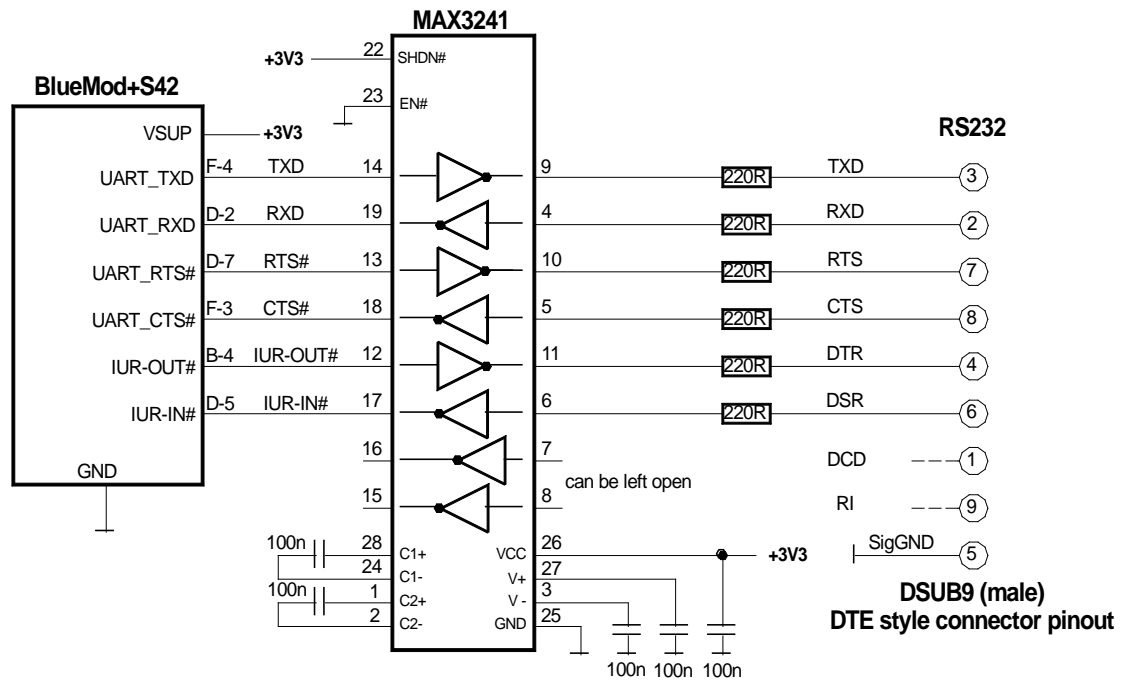 MAX3241
+3V3 22 SHDN#
23 EN#
BlueMod+S42
RS232
VSUP +3V3
UART_TXD F-4 TXD 14 9 220R TXD 3
UART_RXD D-2 RXD 19 4 220R RXD 2
UART_RTS# D-7 RTS# 13 10 220R RTS 7
UART_CTS# F-3 CTS# 18 5 220R CTS 8
IUR-OUT# B-4 IUR-OUT# 12 11 220R DTR 4
IUR-IN# D-5 IUR-IN# 17 6 220R DSR 6
16 7 DCD 1
GND
can be left open
15 8 RI 9
100n 28 C1+ VCC 26 +3V3 SigGND 5
24 C1- V+ 27
100n 1 C2+ V - 3
2 C2- GND 25
DSUB9 (male)
DTE style connector pinout
100n 100n 100n